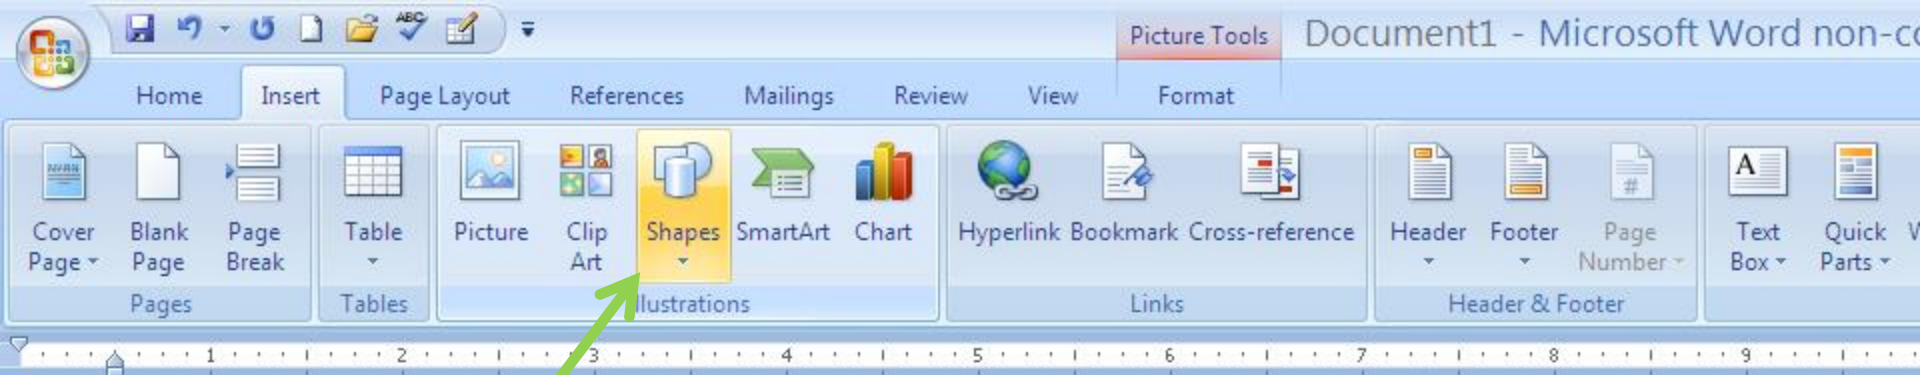 ABC
Picture Tools Document1 - Microsoft Word non-co
Home Insert Page Layout References Mailings Review View Format
Cover Page Blank Page Page Break Table Picture Clip Art Shapes SmartArt Chart Hyperlink Bookmark Cross-reference Header Footer # Page Number A Text Box Quick Parts W
Pages Tables llustrations Links Header & Footer
1 2 3 4 5 6 7 8 9